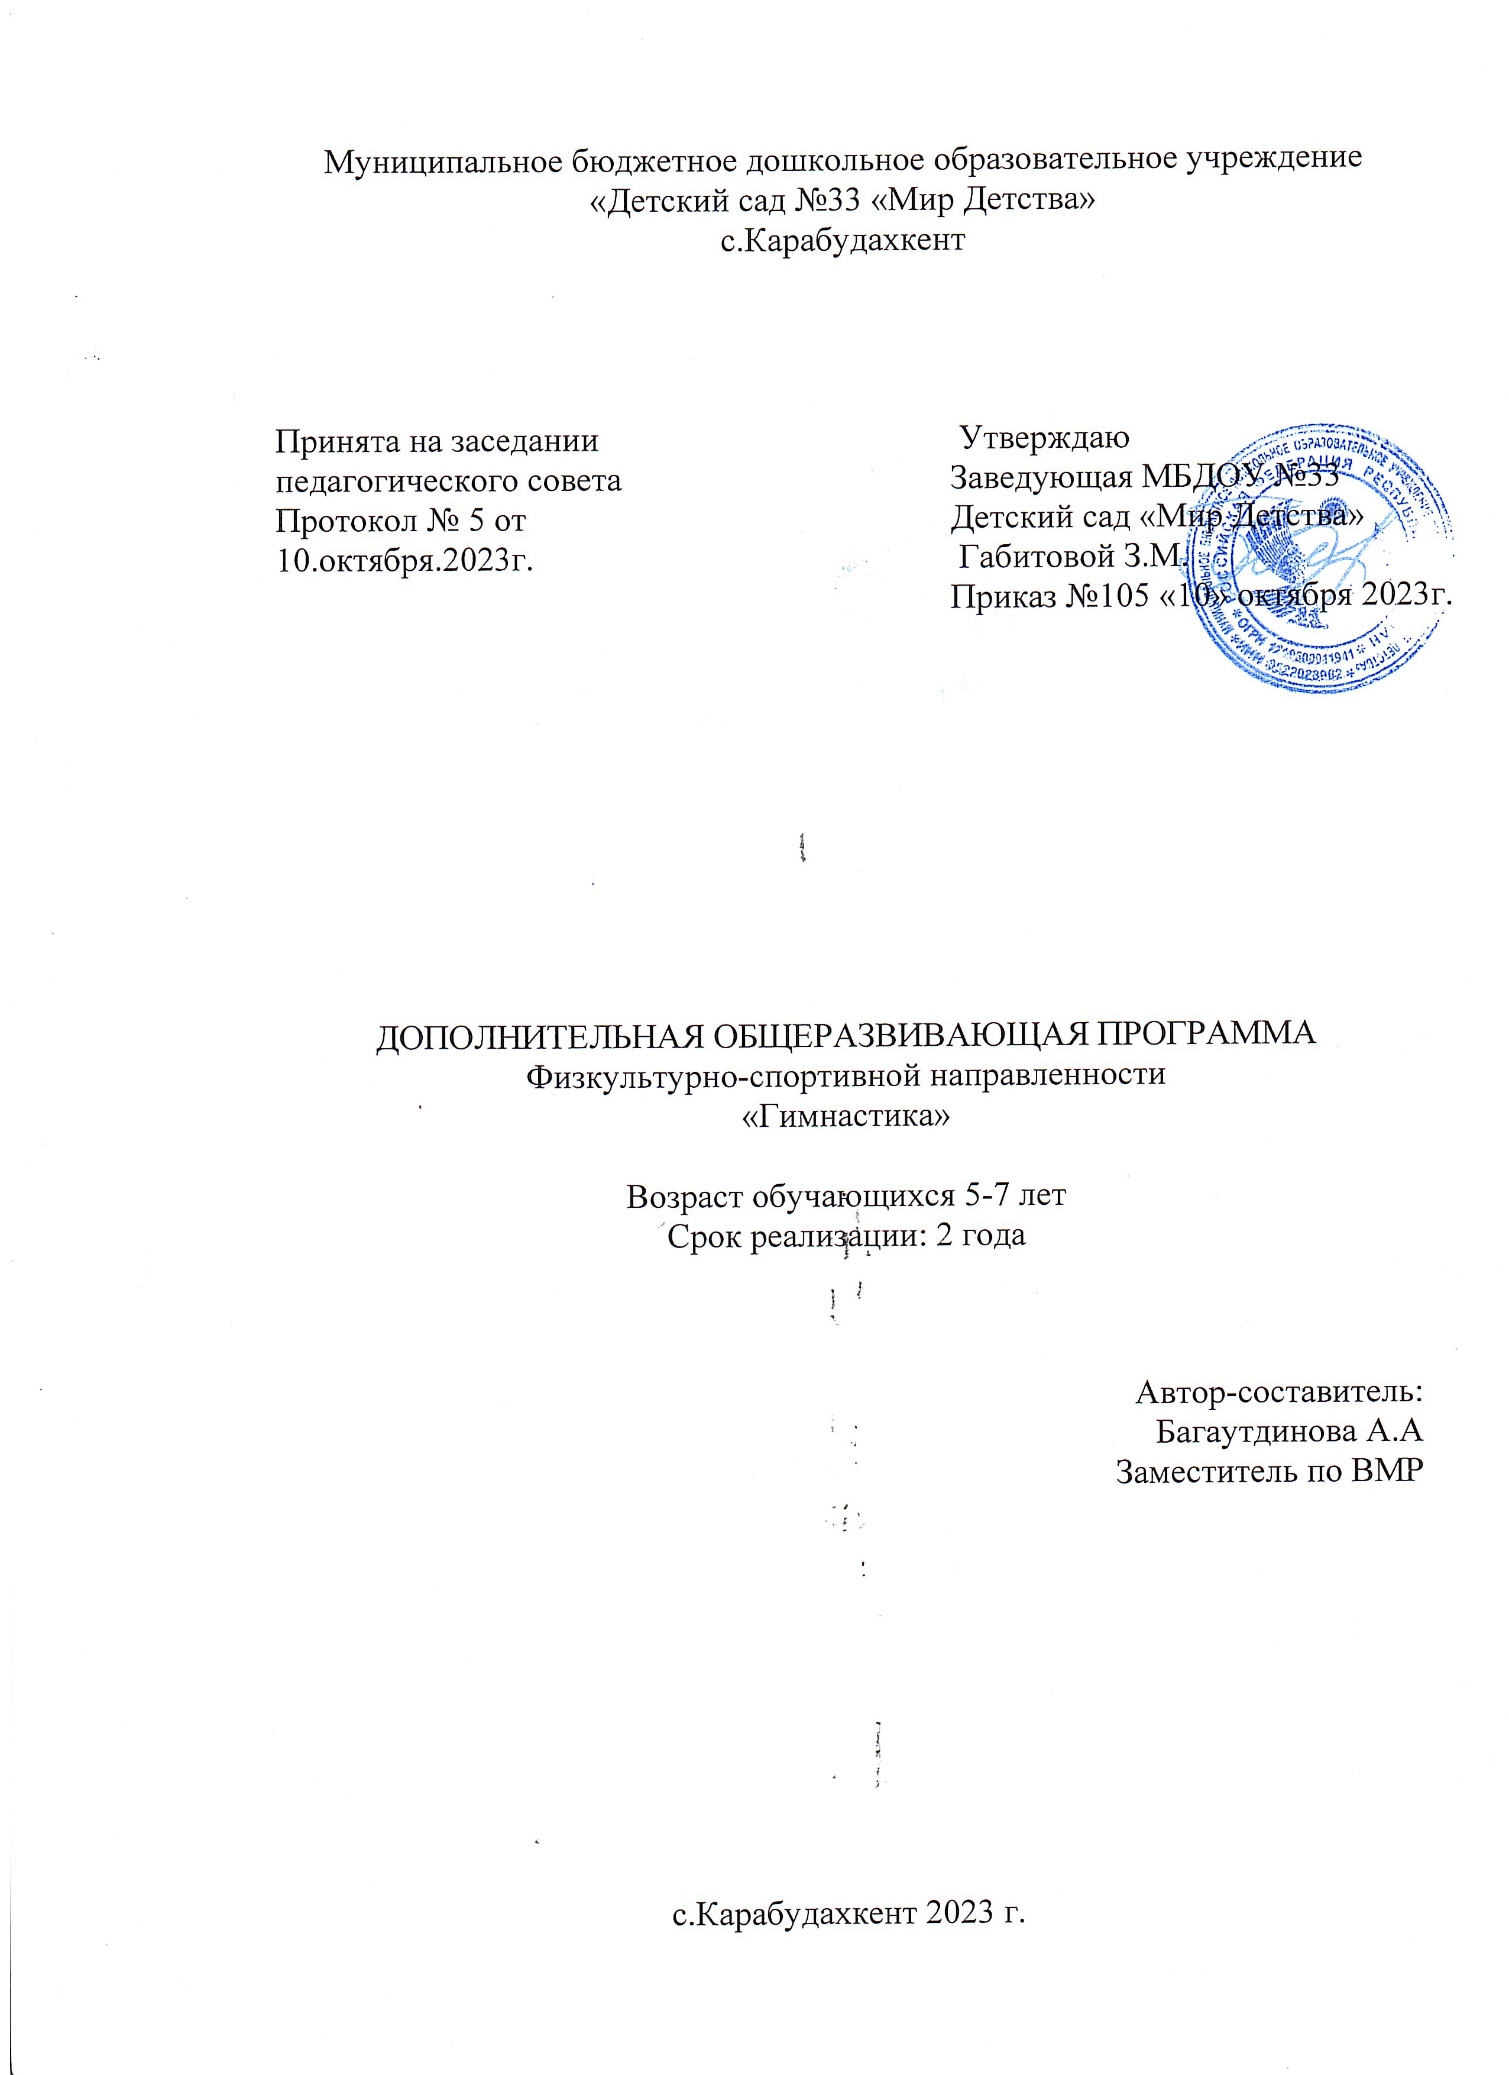 Муниципальное бюджетное дошкольное образовательное учреждение
«Детский сад №33 «Мир Детства»
с.Карабудахкент
Принята на заседании
педагогического совета
Протокол № 5 от
10.октября.2023г.
Утверждаю
Заведующая МБДОУ №33
Детский сад «Мир Детства»
Габитовой З.М.
Приказ №105 «10» октября 2023г.
РОССИЙСКАЯ ФЕДЕРАЦИЯ
ДОПОЛНИТЕЛЬНАЯ ОБЩЕРАЗВИВАЮЩАЯ ПРОГРАММА
Физкультурно-спортивной направленности
«Гимнастика»
Возраст обучающихся 5-7 лет
Срок реализации: 2 года
Автор-составитель:
Багаутдинова А.А
Заместитель по ВМР
с.Карабудахкент 2023 г.